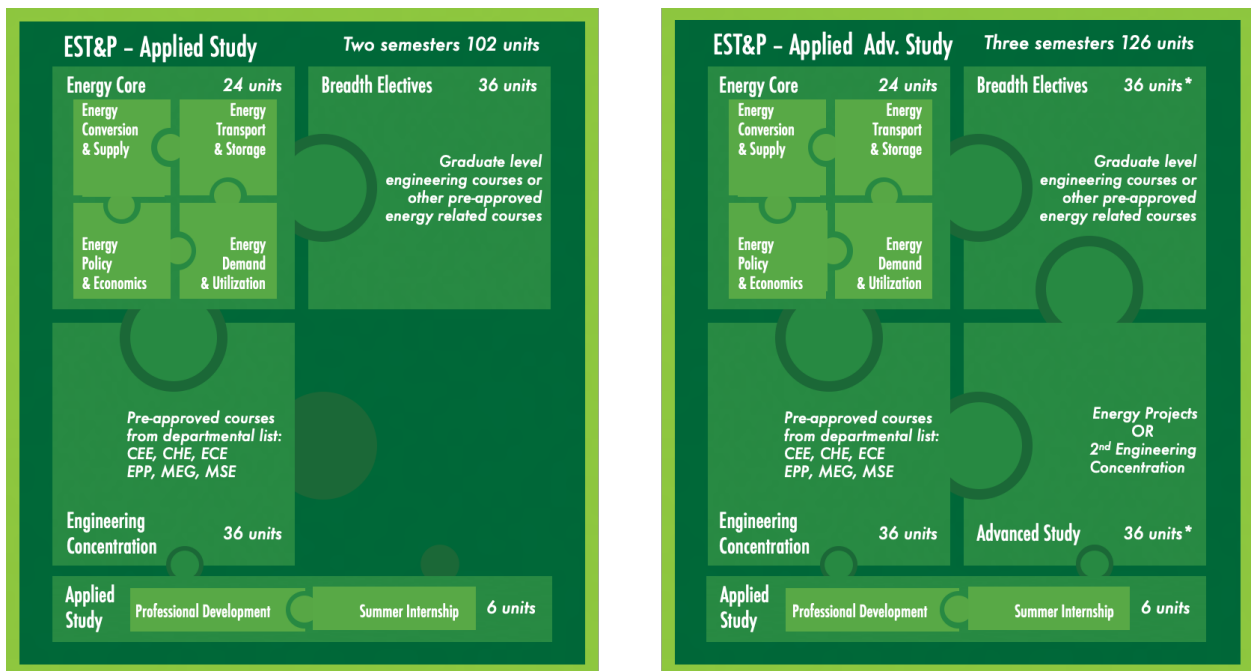 EST&P – Applied Study
Two semesters 102 units
Energy Core
24 units
Energy
Conversion
& Supply
Energy
Transport
& Storage
Energy
Policy
& Economics
Energy
Demand
& Utilization
Breadth Electives
36 units
Graduate level
engineering courses or
other pre-approved
energy related courses
Pre-approved courses
from departmental list:
CEE, CHE, ECE
EPP, MEG, MSE
Engineering
Concentration
36 units
Applied
Study
Professional Development
Summer Internship
6 units
EST&P – Applied Adv. Study
Three semesters 126 units
Energy Core
24 units
Energy
Conversion
& Supply
Energy
Transport
& Storage
Energy
Policy
& Economics
Energy
Demand
& Utilization
Breadth Electives
36 units*
Graduate level
engineering courses or
other pre-approved
energy related courses
Pre-approved courses
from departmental list:
CEE, CHE, ECE
EPP, MEG, MSE
Engineering
Concentration
36 units
Energy Projects
OR
2nd Engineering
Concentration
Advanced Study
36 units*
Applied
Study
Professional Development
Summer Internship
6 units